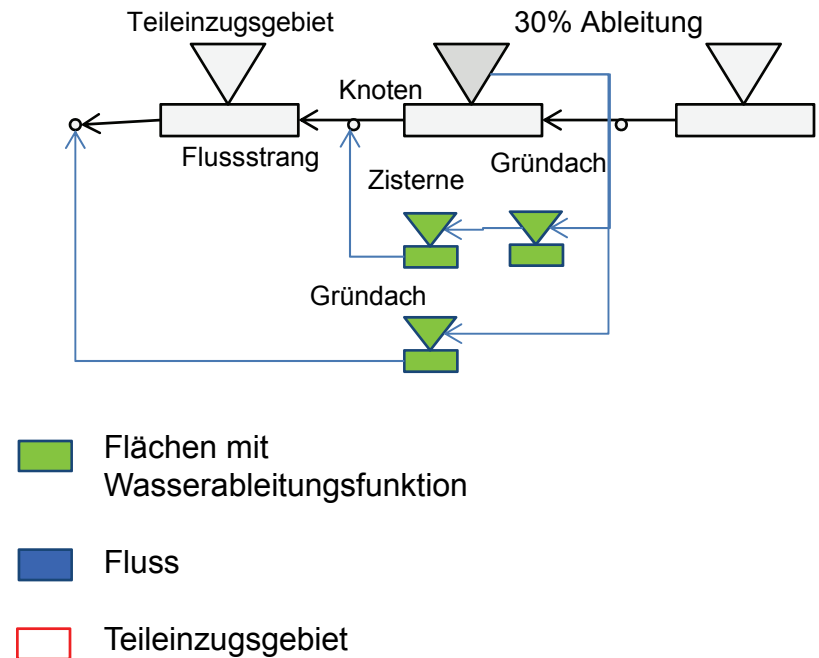 Teileinzugsgebiet
30% Ableitung
Knoten
Flussstrang
Gründach
Zisterne
Gründach
Flächen mit
Wasserableitungsfunktion
Fluss
Teileinzugsgebiet